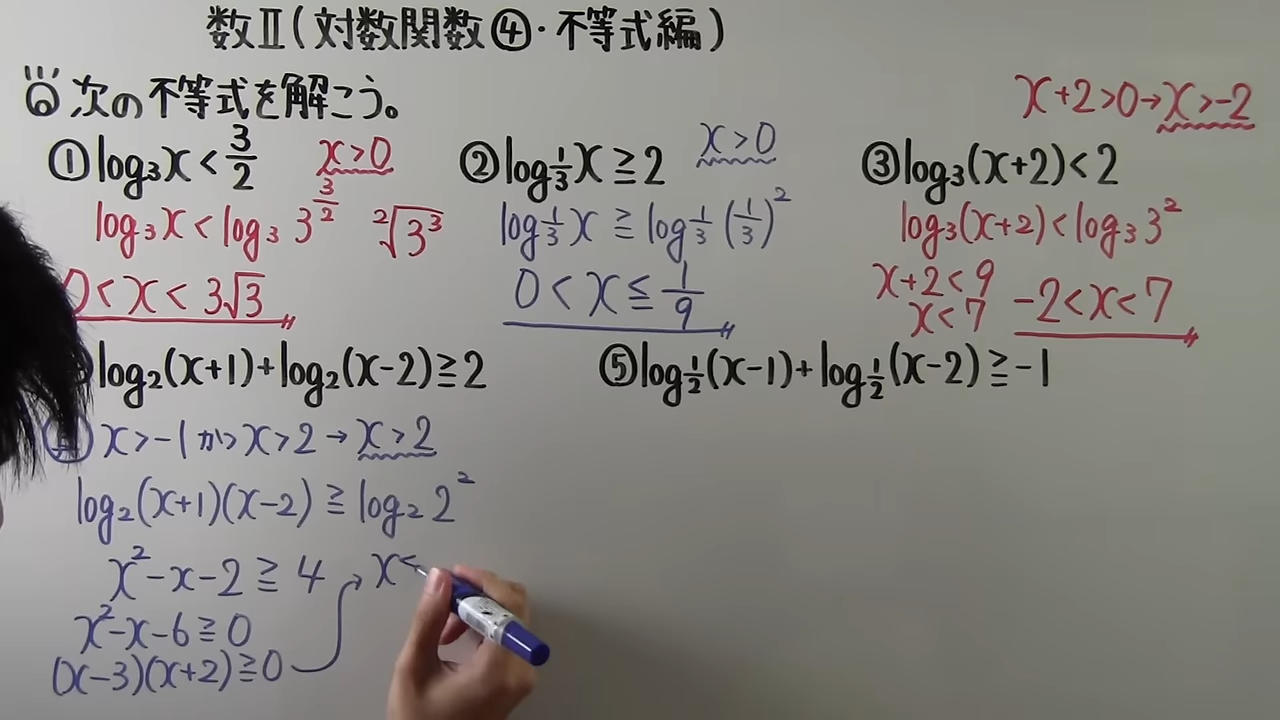 数Ⅱ(対数関数④・不等式編)
◎次の不等式を解こう。
x+2>0→x>-2
①log₃x<3/2
x>0
②log1/3 x≧2
x>0
③log₃(x+2)<2
log₃x<log₃3^(3/2)
²√3³
log1/3 x≧log1/3(1/3)²
log₃(x+2)<log₃3²
0<x<3√3
0<x≦1/9
x+2<9
x<7
-2<x<7
log₂(x+1)+log₂(x-2)≧2
⑤log1/2(x-1)+log1/2(x-2)≧-1
x>-1かつx>2→x>2
log₂(x+1)(x-2)≧log₂2²
x²-x-2≧4
x²-x-6≧0
(x-3)(x+2)≧0
x≦